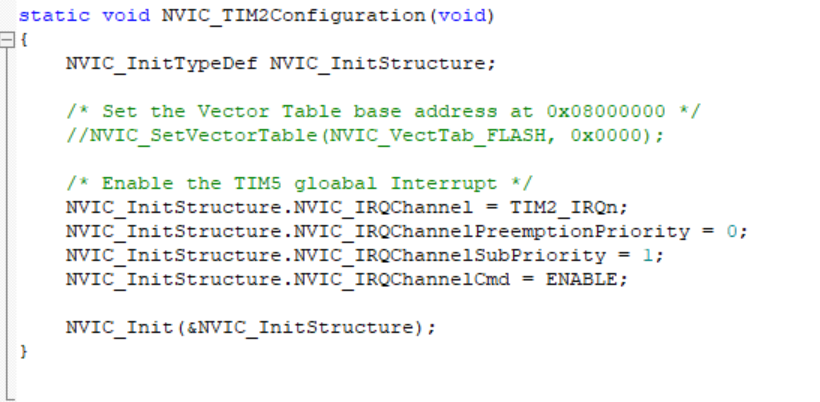 static void NVIC_TIM2Configuration(void)
{
    NVIC_InitTypeDef NVIC_InitStructure;

    /* Set the Vector Table base address at 0x08000000 */
    //NVIC_SetVectorTable(NVIC_VectTab_FLASH, 0x0000);

    /* Enable the TIM5 gloabal Interrupt */
    NVIC_InitStructure.NVIC_IRQChannel = TIM2_IRQn;
    NVIC_InitStructure.NVIC_IRQChannelPreemptionPriority = 0;
    NVIC_InitStructure.NVIC_IRQChannelSubPriority = 1;
    NVIC_InitStructure.NVIC_IRQChannelCmd = ENABLE;

    NVIC_Init(&NVIC_InitStructure);
}